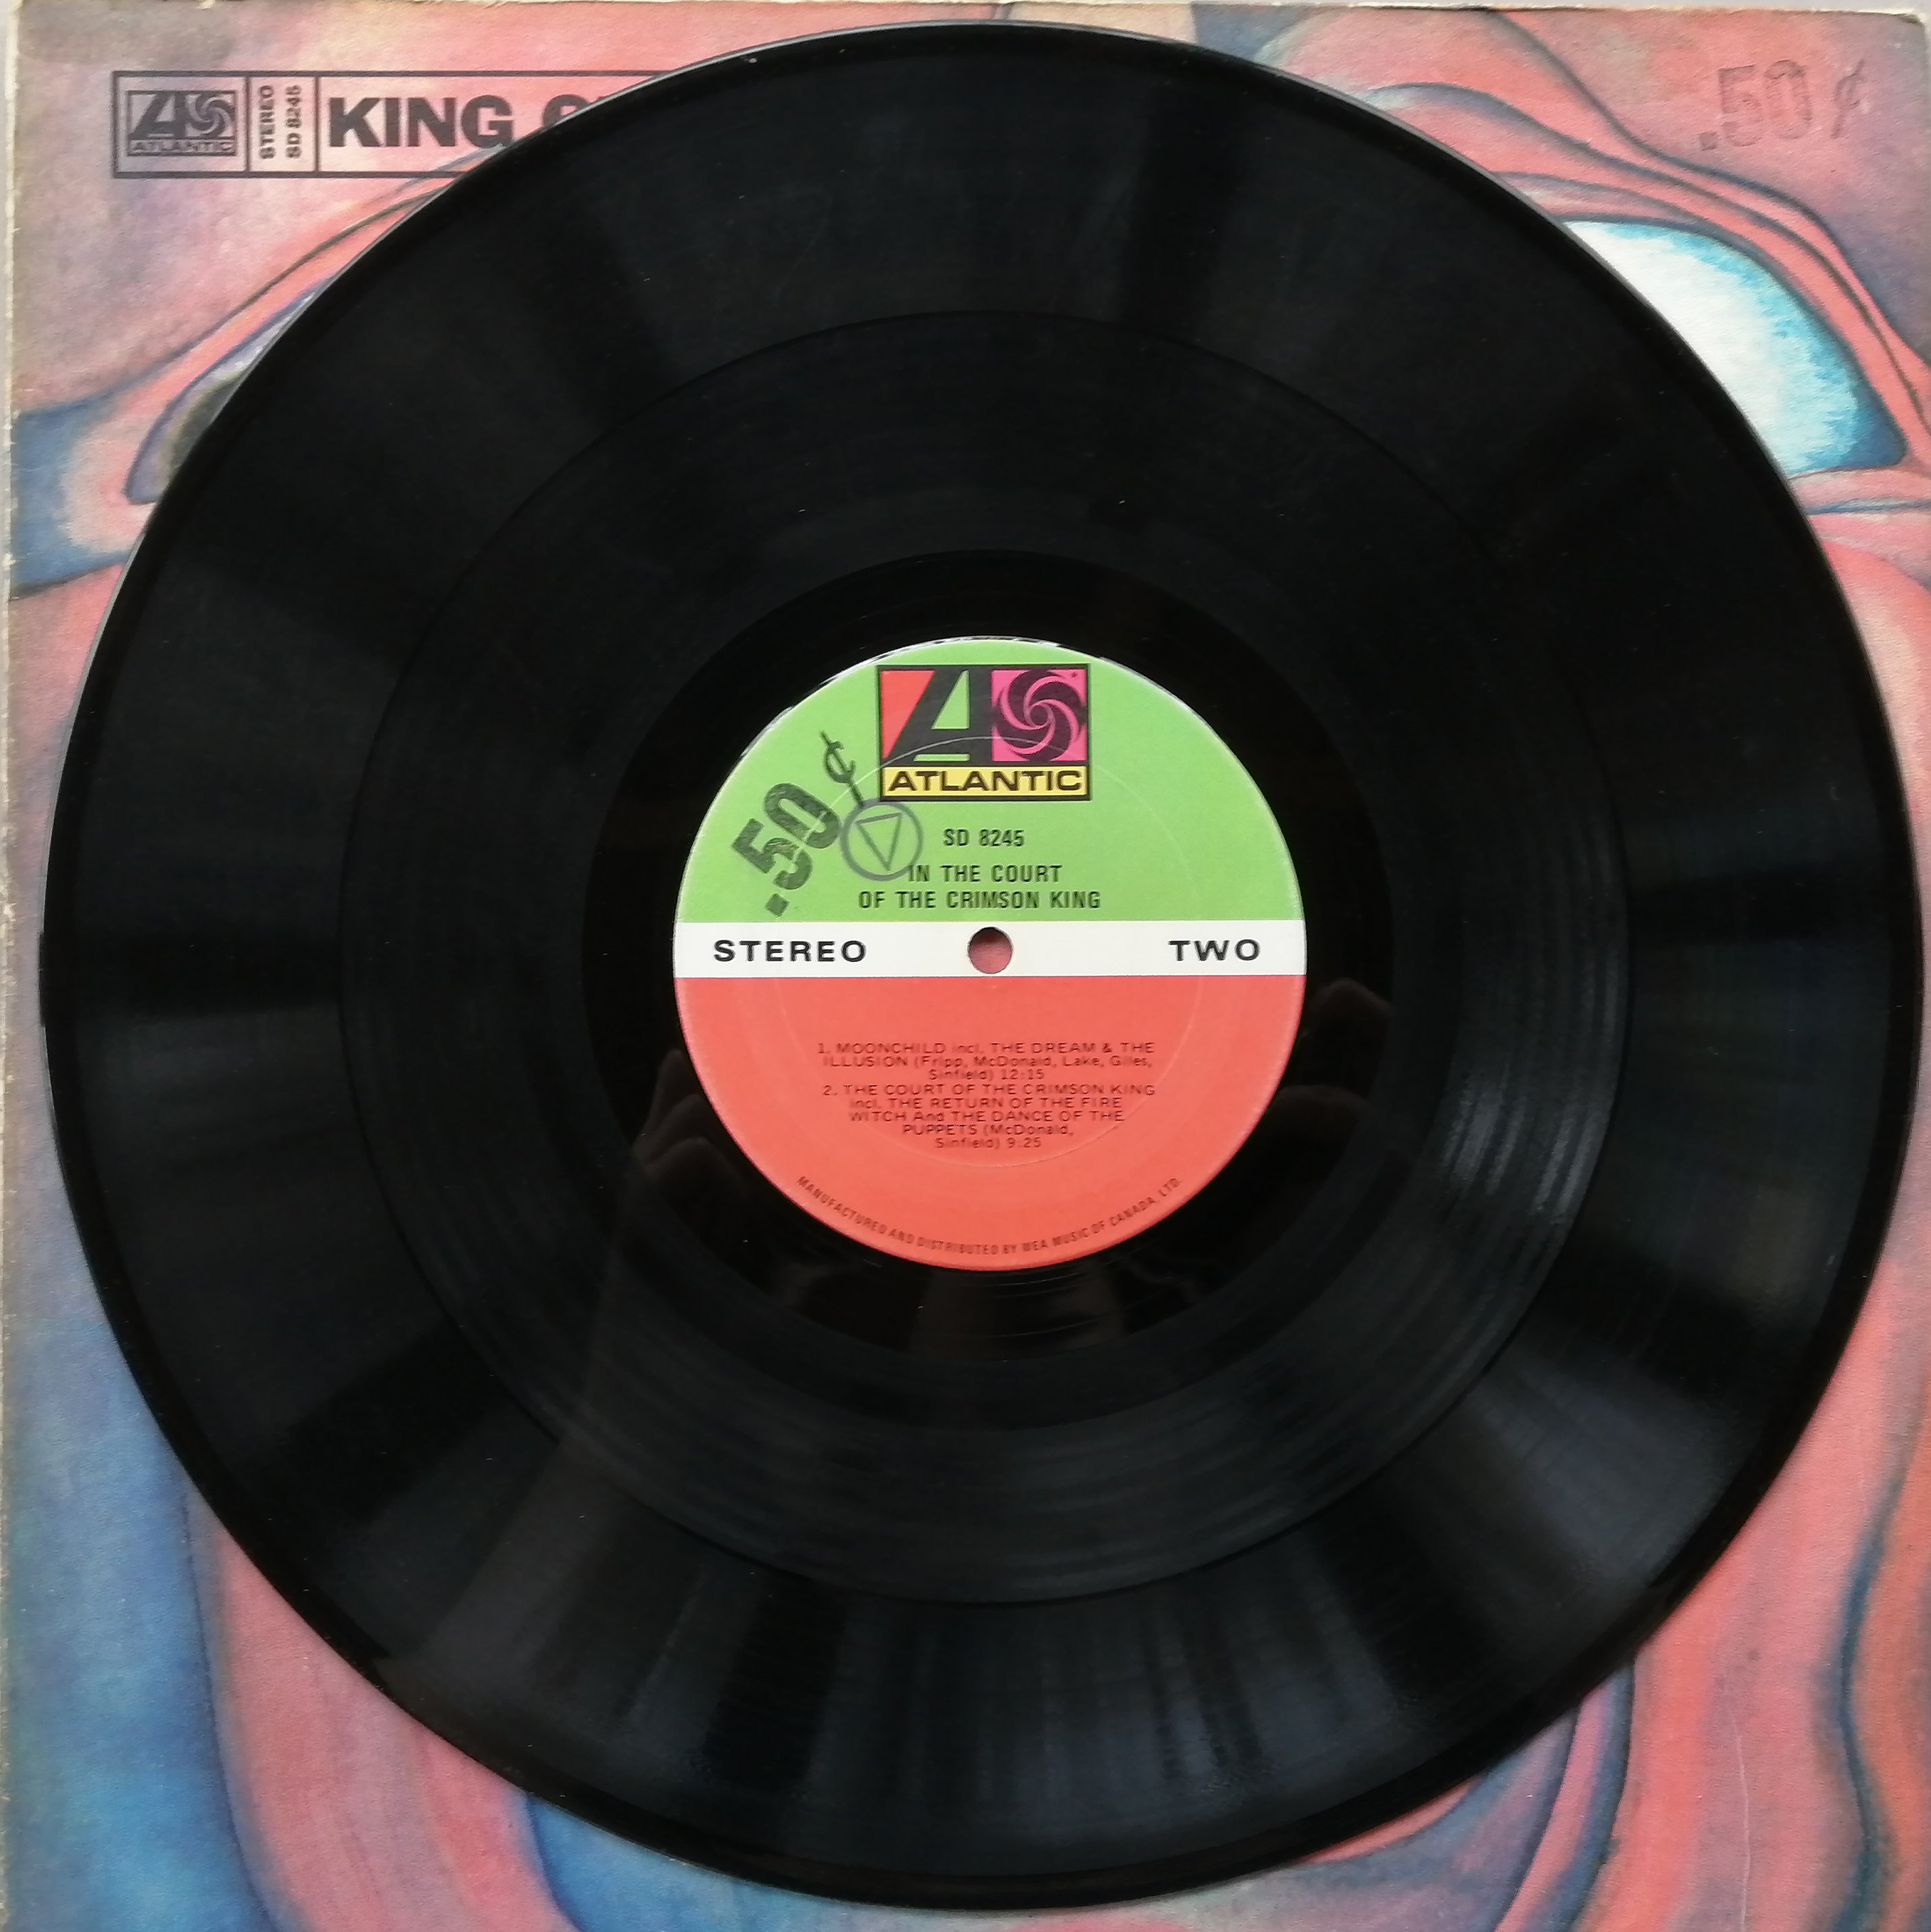 ATLANTIC
STEREO
SD 8245
KING
.50¢
ATLANTIC
.50¢
SD 8245
IN THE COURT
OF THE CRIMSON KING
STEREO
TWO
1. MOONCHILD incl. THE DREAM & THE
ILLUSION (Fripp, McDonald, Lake, Giles,
Sinfield) 12:15
2. THE COURT OF THE CRIMSON KING
incl. THE RETURN OF THE FIRE
WITCH And THE DANCE OF THE
PUPPETS (McDonald,
Sinfield) 9:25
MANUFACTURED AND DISTRIBUTED BY WEA MUSIC OF CANADA, LTD.